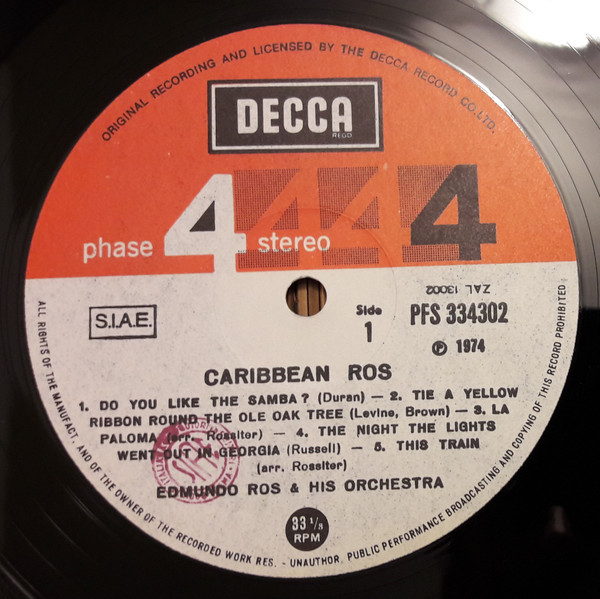 ORIGINAL RECORDING AND LICENSED BY THE DECCA RECORD CO. LTD.
DECCA
REGD
phase 4 stereo 4 4 4
S.I.A.E.
Side
1
ZAL 13002
PFS 334302
℗ 1974
CARIBBEAN ROS
1. DO YOU LIKE THE SAMBA? (Duran) — 2. TIE A YELLOW
RIBBON ROUND THE OLE OAK TREE (Levine, Brown) — 3. LA
PALOMA (arr. Rossiter) — 4. THE NIGHT THE LIGHTS
WENT OUT IN GEORGIA (Russell) — 5. THIS TRAIN
(arr. Rossiter)
EDMUNDO ROS & HIS ORCHESTRA
33 1/3
RPM
ALL RIGHTS OF THE MANUFACT. AND OF THE OWNER OF THE RECORDED WORK RES. - UNAUTHOR. PUBLIC PERFORMANCE BROADCASTING AND COPYING OF THIS RECORD PROHIBITED